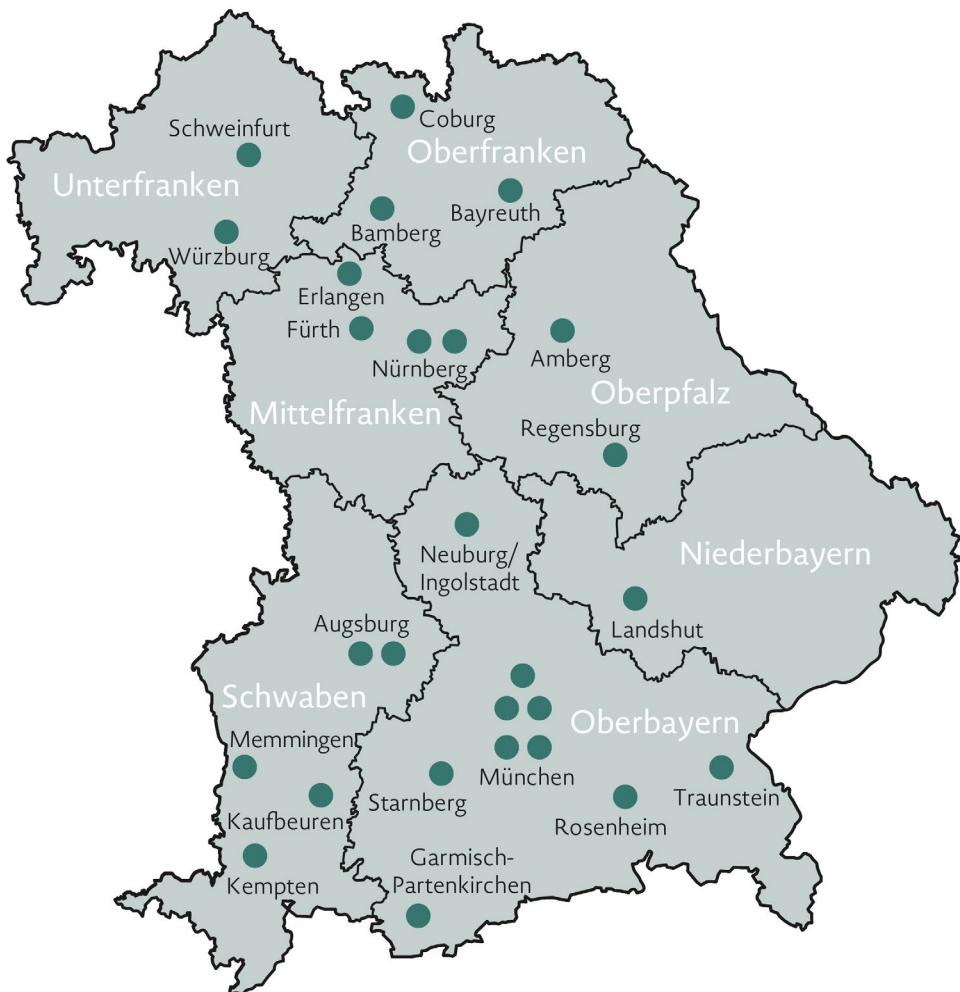 Coburg
Schweinfurt
Oberfranken
Unterfranken
Bayreuth
Bamberg
Würzburg
Erlangen
Fürth
Nürnberg
Amberg
Oberpfalz
Mittelfranken
Regensburg
Neuburg/
Ingolstadt
Niederbayern
Augsburg
Landshut
Schwaben
Oberbayern
Memmingen
München
Starnberg
Traunstein
Kaufbeuren
Rosenheim
Garmisch-
Partenkirchen
Kempten